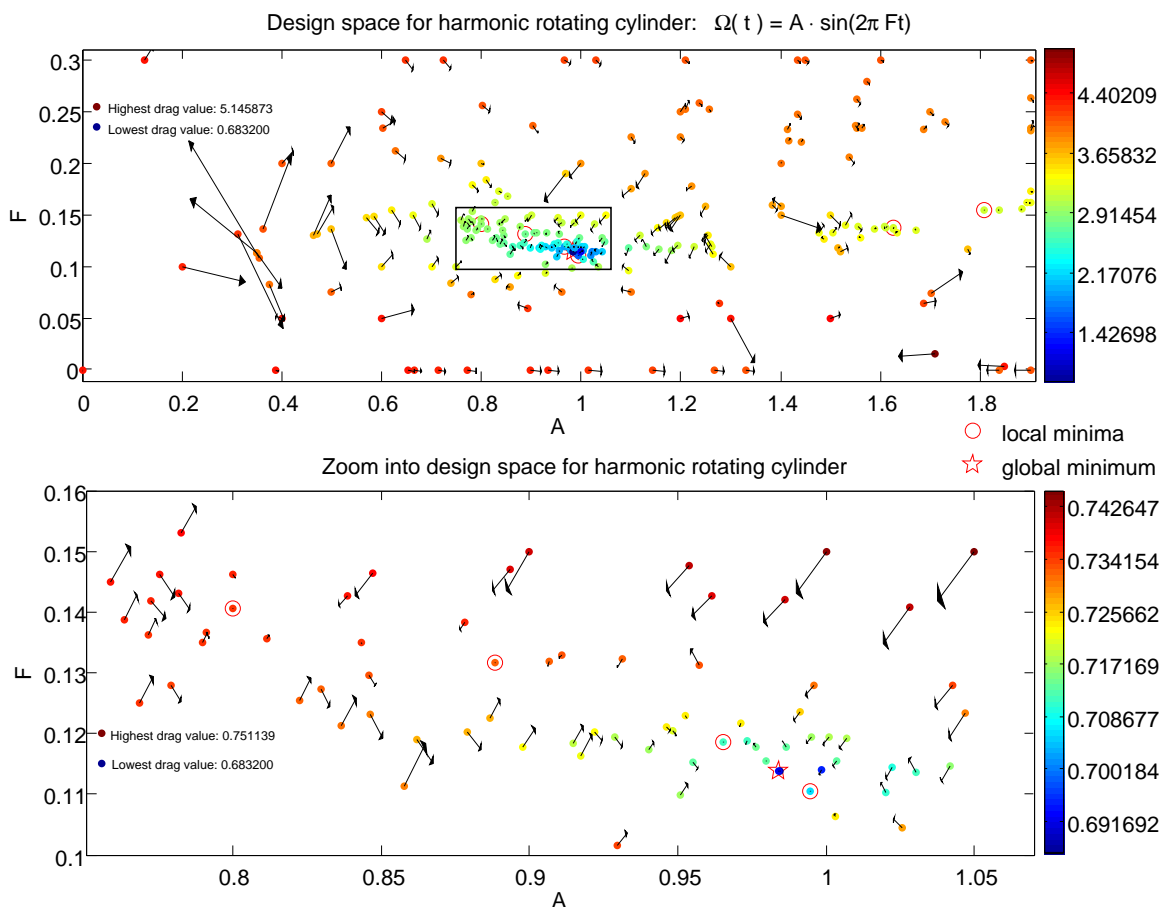 Design space for harmonic rotating cylinder: Ω( t ) = A · sin(2π Ft)
0.3
0.25
0.2
0.15
0.1
0.05
0
F
Highest drag value: 5.145873
Lowest drag value: 0.683200
4.40209
3.65832
2.91454
2.17076
1.42698
0 0.2 0.4 0.6 0.8 1 1.2 1.4 1.6 1.8
A
local minima
global minimum
Zoom into design space for harmonic rotating cylinder
0.16
0.15
0.14
0.13
0.12
0.11
0.1
F
Highest drag value: 0.751139
Lowest drag value: 0.683200
0.742647
0.734154
0.725662
0.717169
0.708677
0.700184
0.691692
0.8 0.85 0.9 0.95 1 1.05
A